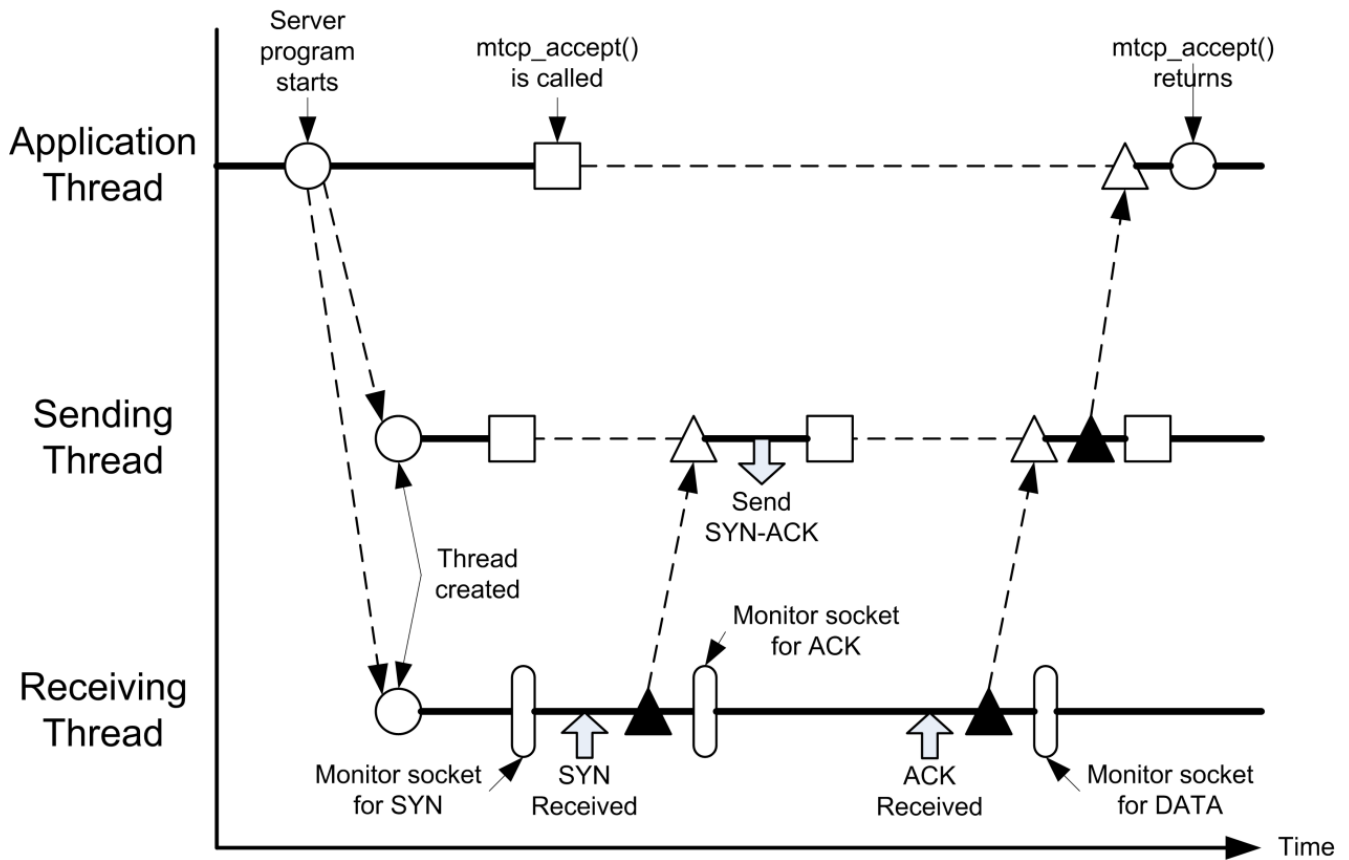 Server
program
starts
mtcp_accept()
is called
mtcp_accept()
returns
Application
Thread
Sending
Thread
Send
SYN-ACK
Thread
created
Monitor socket
for ACK
Receiving
Thread
Monitor socket
for SYN
SYN
Received
ACK
Received
Monitor socket
for DATA
Time